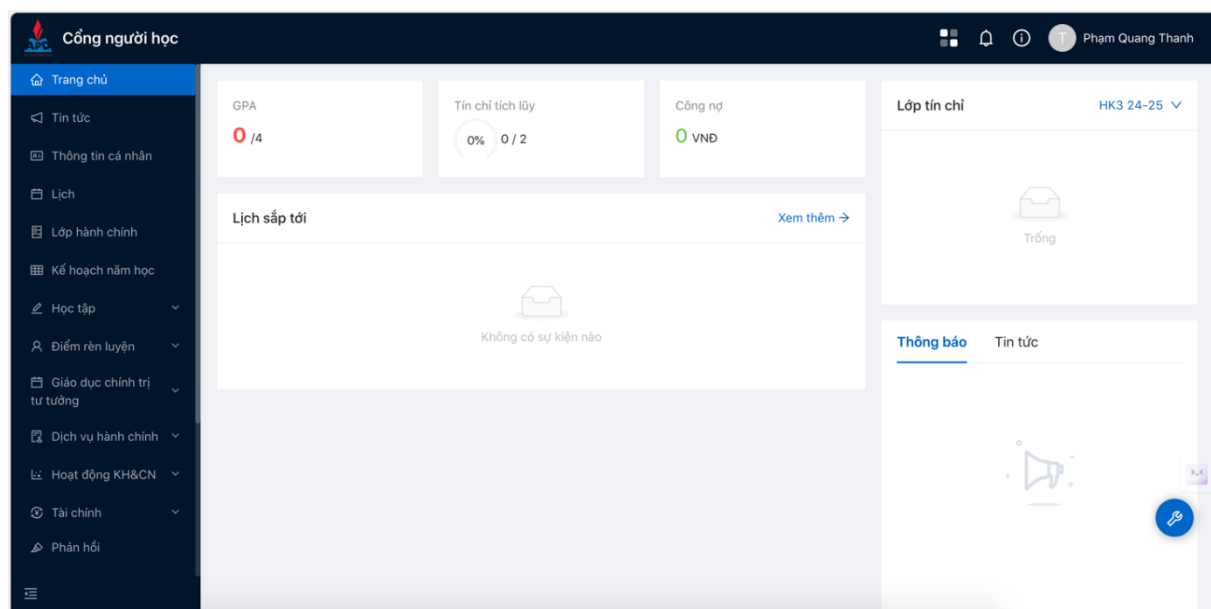 APC
Cổng người học
Phạm Quang Thanh
Trang chủ
Tin tức
Thông tin cá nhân
Lịch
Lớp hành chính
Kế hoạch năm học
Học tập
Điểm rèn luyện
Giáo dục chính trị
tư tưởng
Dịch vụ hành chính
Hoạt động KH&CN
Tài chính
Phản hồi
GPA
0 /4
Tín chỉ tích lũy
0% 0 / 2
Công nợ
0 VNĐ
Lịch sắp tới
Xem thêm →
Không có sự kiện nào
Lớp tín chỉ
HK3 24-25
Trống
Thông báo Tin tức